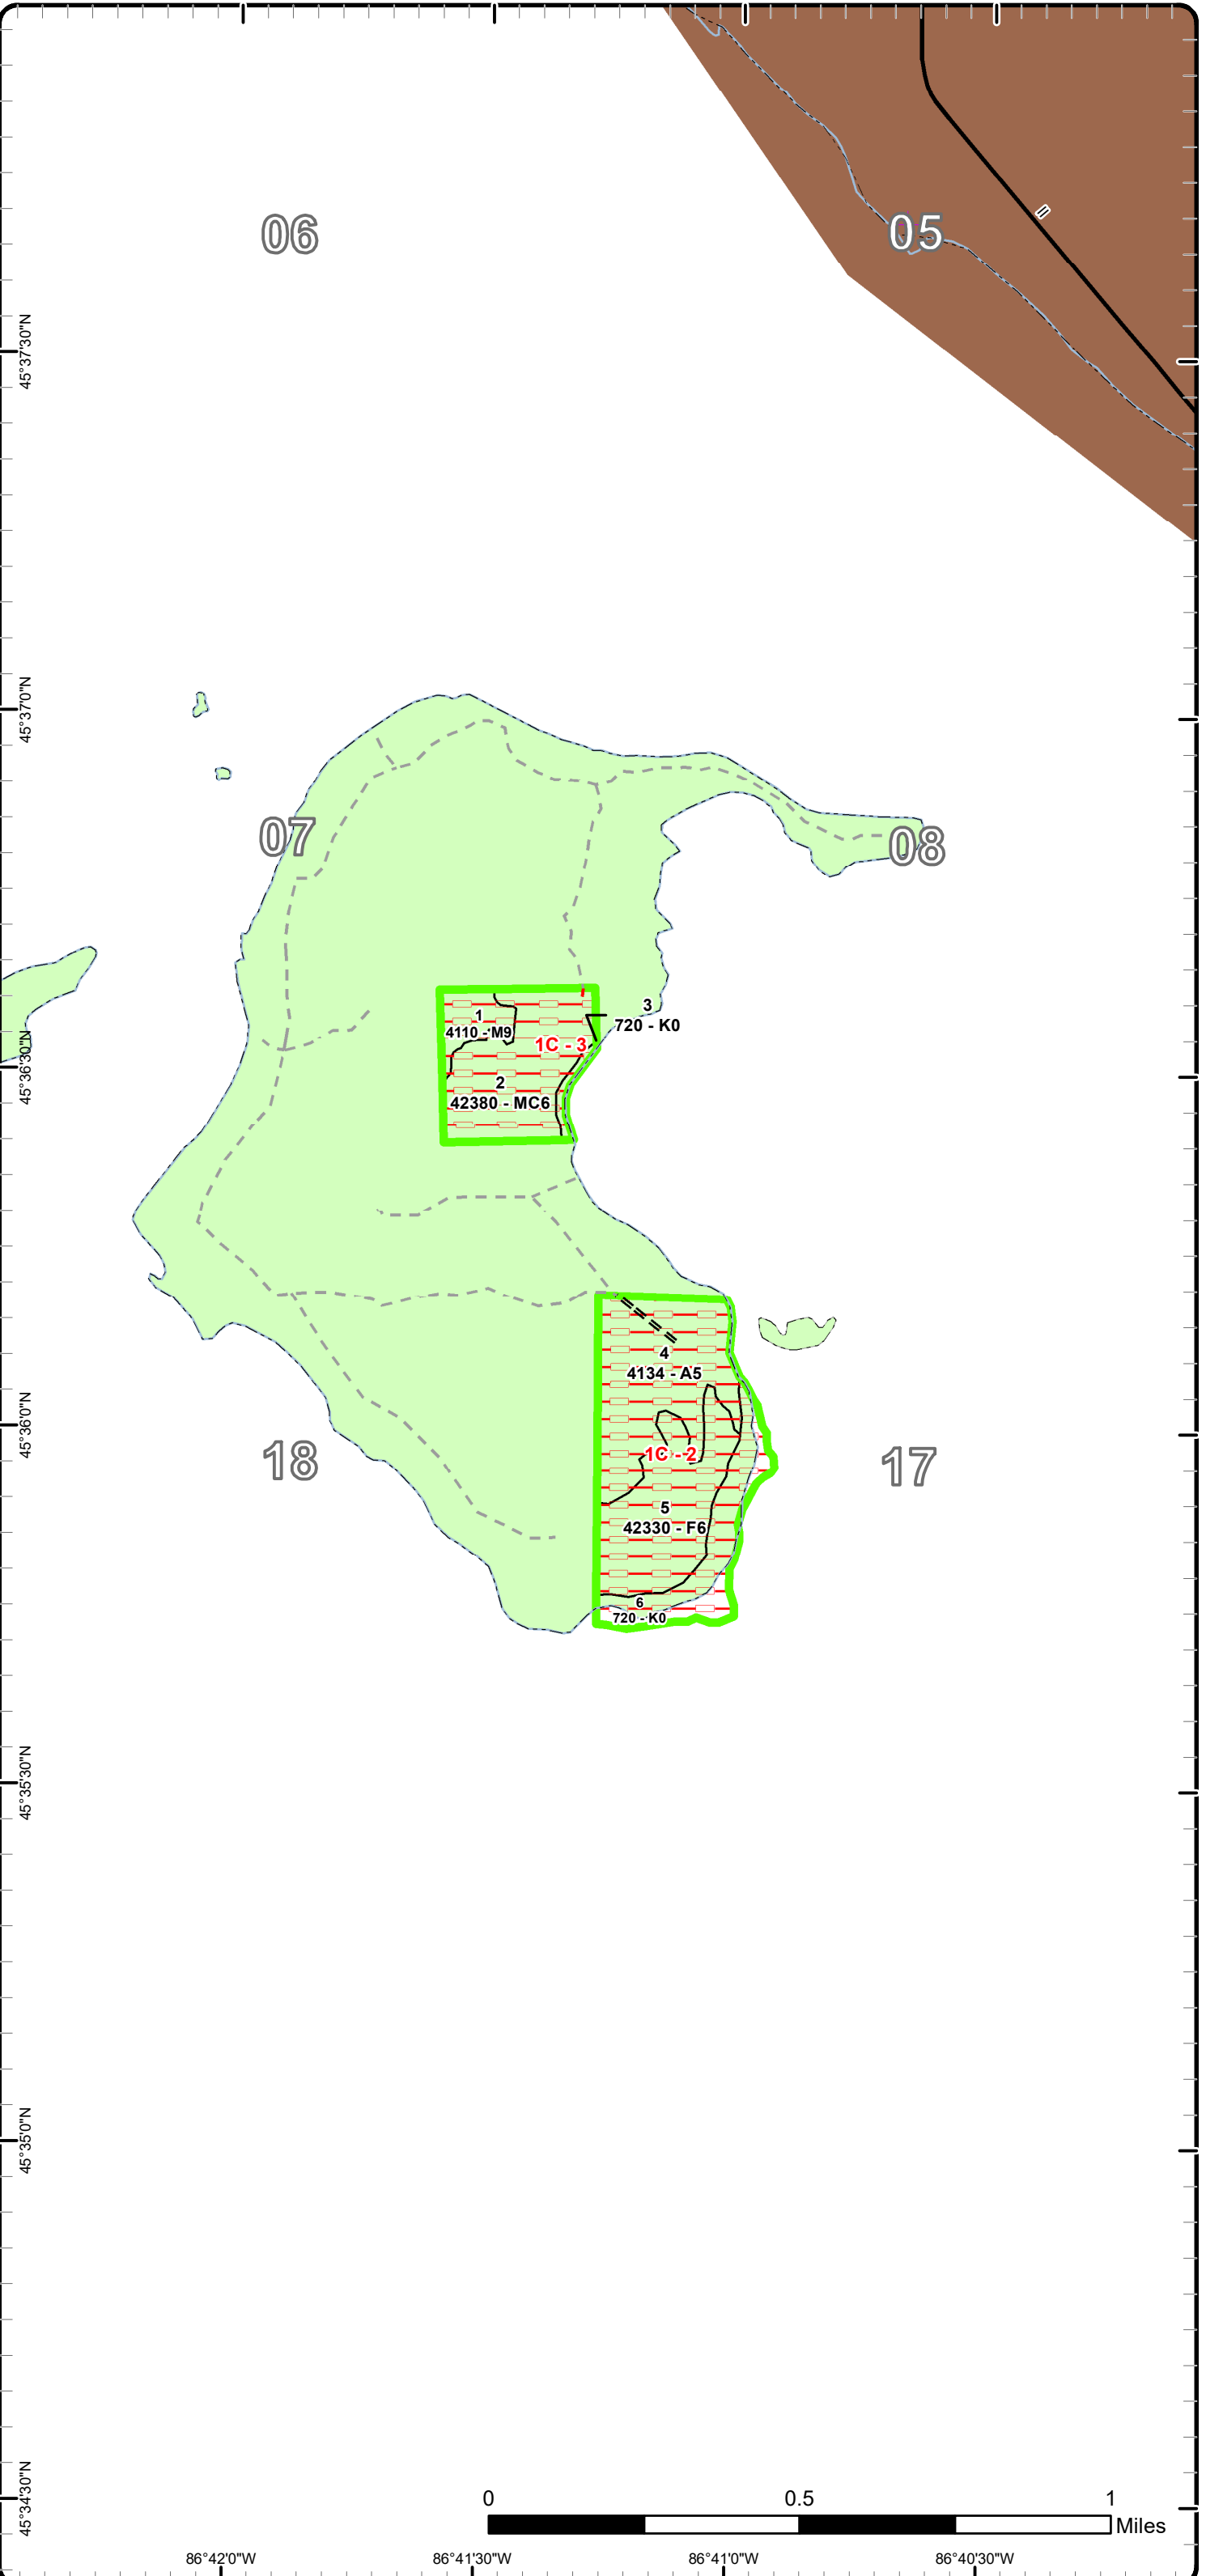 06
05
45°37'30"N
45°37'0"N
07
08
3
720 - K0
1
4110 - M9
1C - 3
2
42380 - MC6
45°36'30"N
4
4134 - A5
45°36'0"N
18
1C - 2
17
5
42330 - F6
6
720 - K0
45°35'30"N
45°35'0"N
45°34'30"N
0
0.5
1
Miles
86°42'0"W
86°41'30"W
86°41'0"W
86°40'30"W